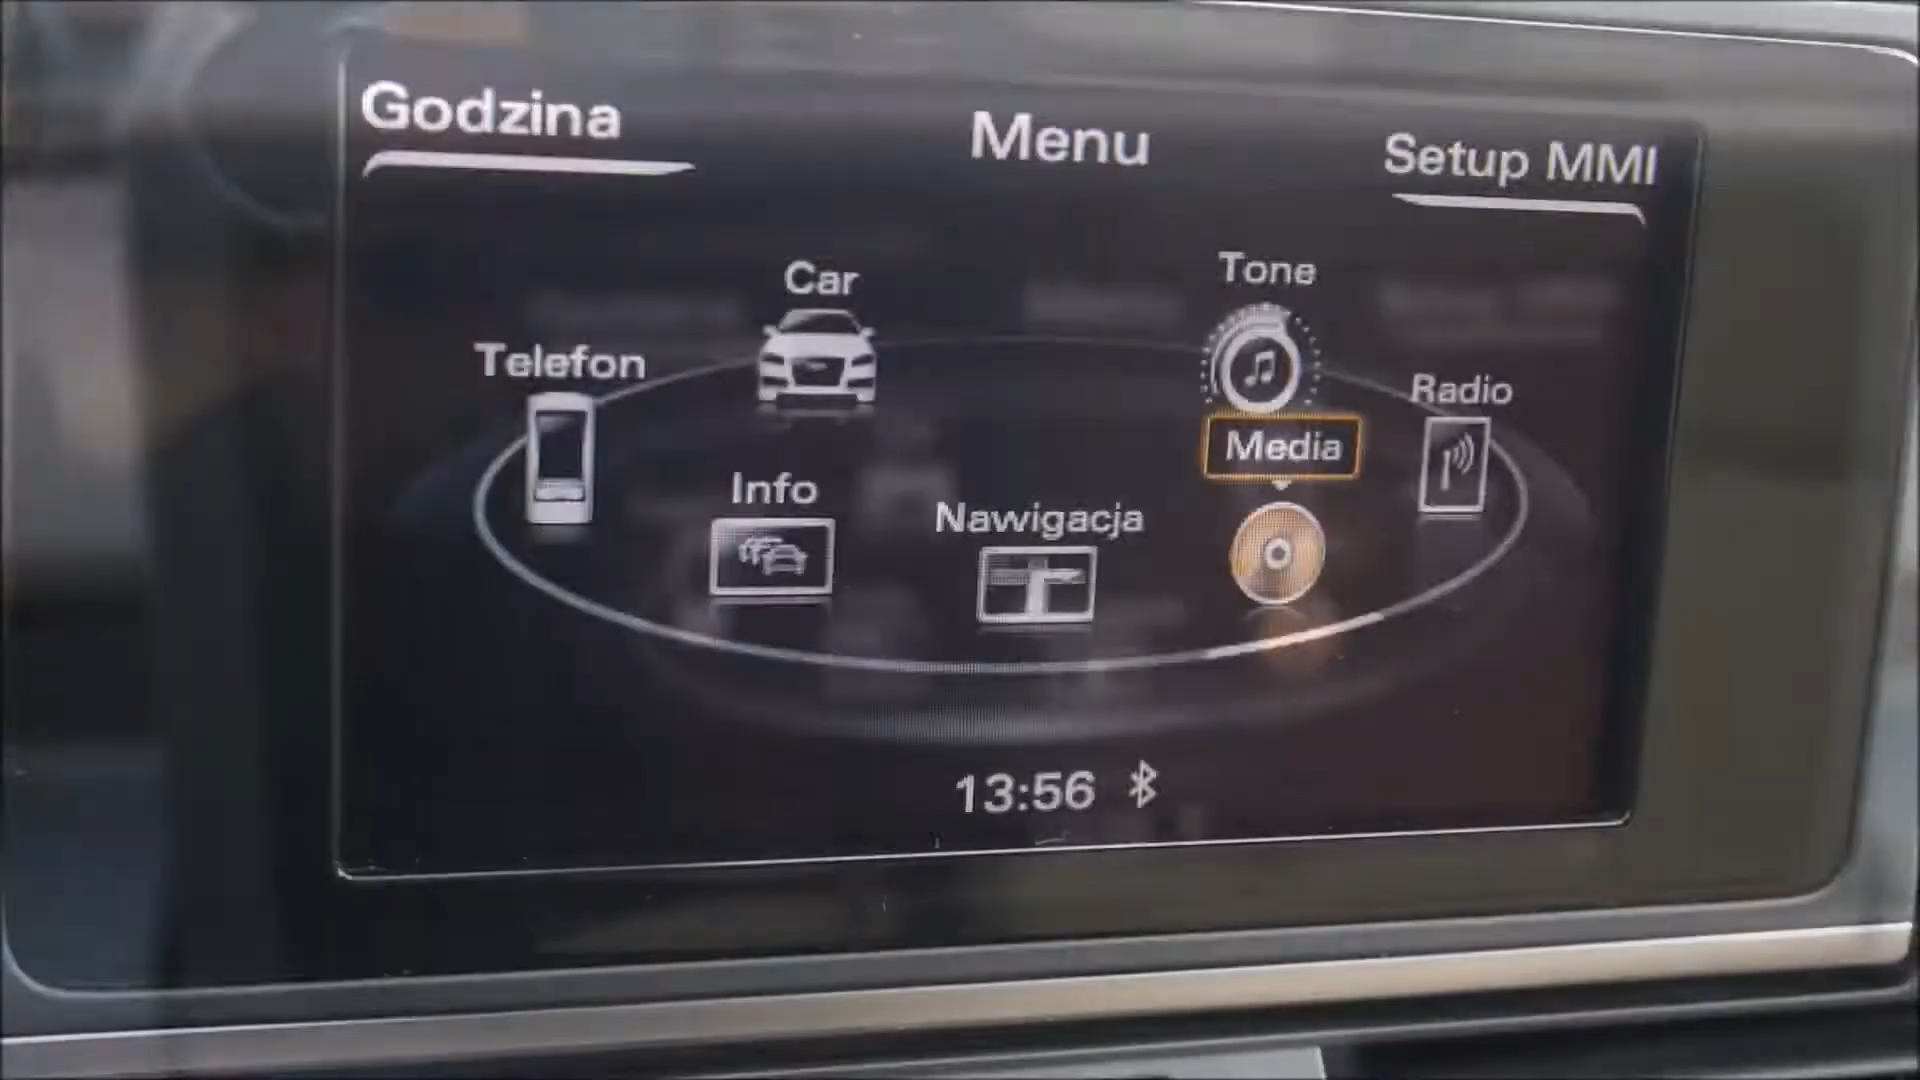 Godzina
Menu
Setup MMI
Car
Tone
Telefon
Radio
Media
Info
Nawigacja
13:56